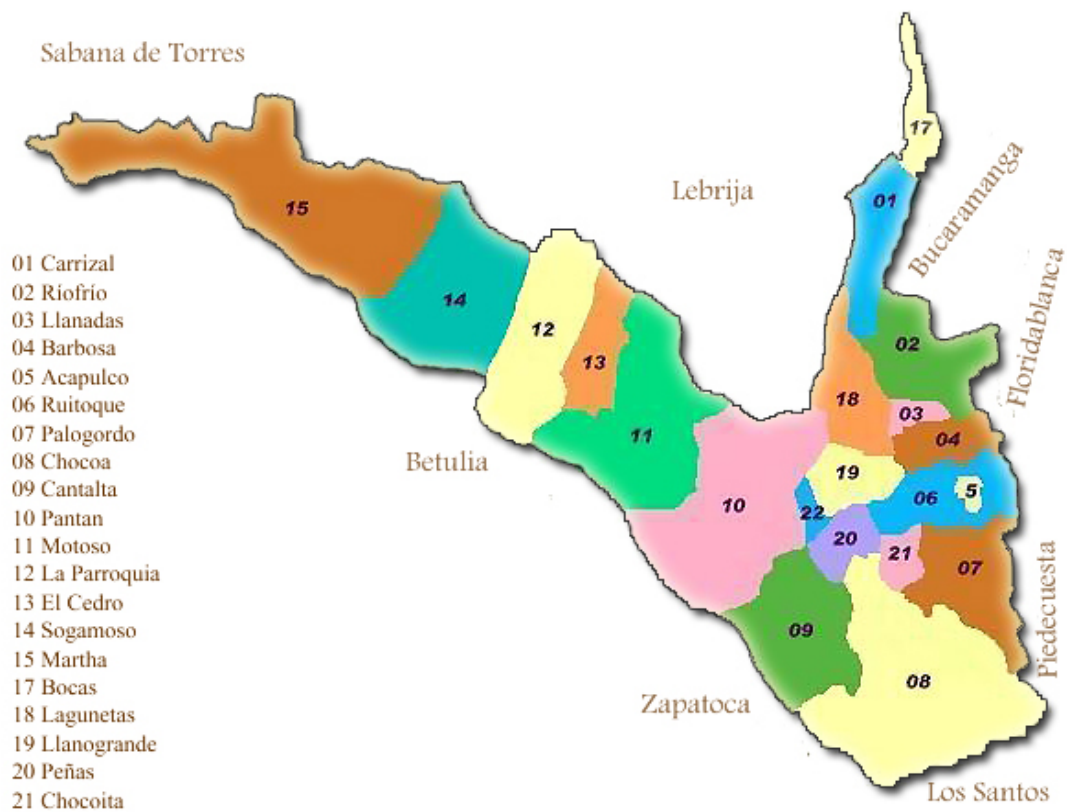 Sabana de Torres
17
Lebrija
01
Bucaramanga
15
01 Carrizal
02 Riofrío
03 Llanadas
04 Barbosa
05 Acapulco
06 Ruitoque
07 Palogordo
08 Chocoa
09 Cantalta
10 Pantan
11 Motoso
12 La Parroquia
13 El Cedro
14 Sogamoso
15 Martha
17 Bocas
18 Lagunetas
19 Llanogrande
20 Peñas
21 Chocoita
14
12
13
02
Floridablanca
18
03
11
04
Betulia
19
5
06
10
22
20
21
07
Piedecuesta
09
08
Zapatoca
Los Santos